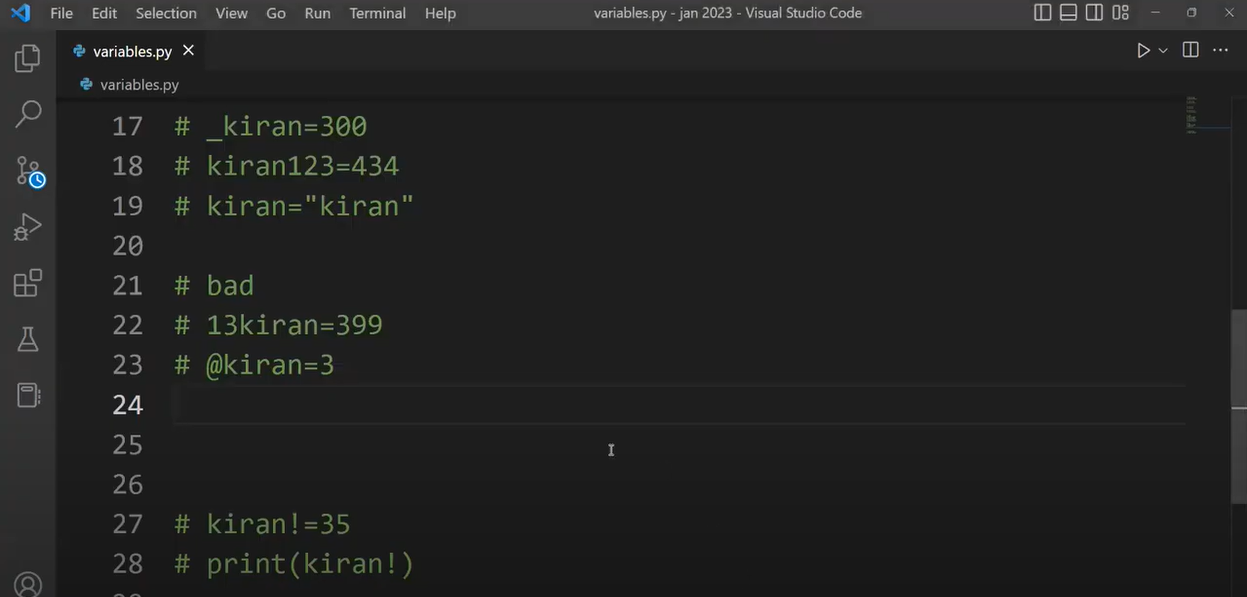 File Edit Selection View Go Run Terminal Help variables.py - jan 2023 - Visual Studio Code
variables.py
variables.py
17 # _kiran=300
18 # kiran123=434
19 # kiran="kiran"
20
21 # bad
22 # 13kiran=399
23 # @kiran=3
24
25
26
27 # kiran!=35
28 # print(kiran!)